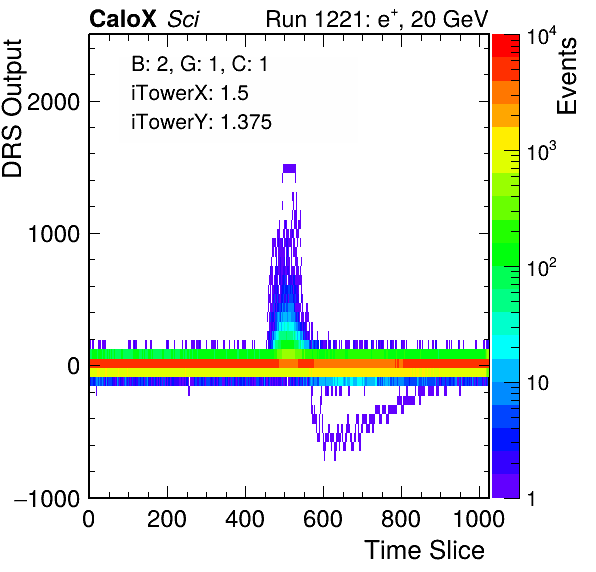 CaloX Sci Run 1221: e⁺, 20 GeV
B: 2, G: 1, C: 1
iTowerX: 1.5
iTowerY: 1.375
DRS Output
2000
1000
0
−1000
0 200 400 600 800 1000
Time Slice
Events
10⁴
10³
10²
10
1